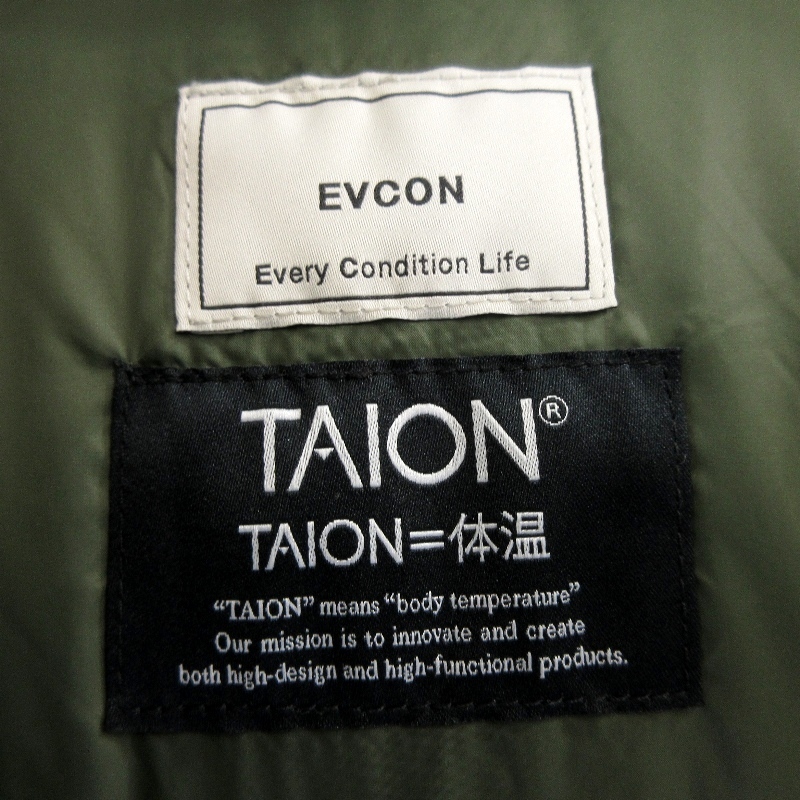 EVCON
Every Condition Life
TAION®
TAION=体温
“TAION” means “body temperature”
Our mission is to innovate and create
both high-design and high-functional products.